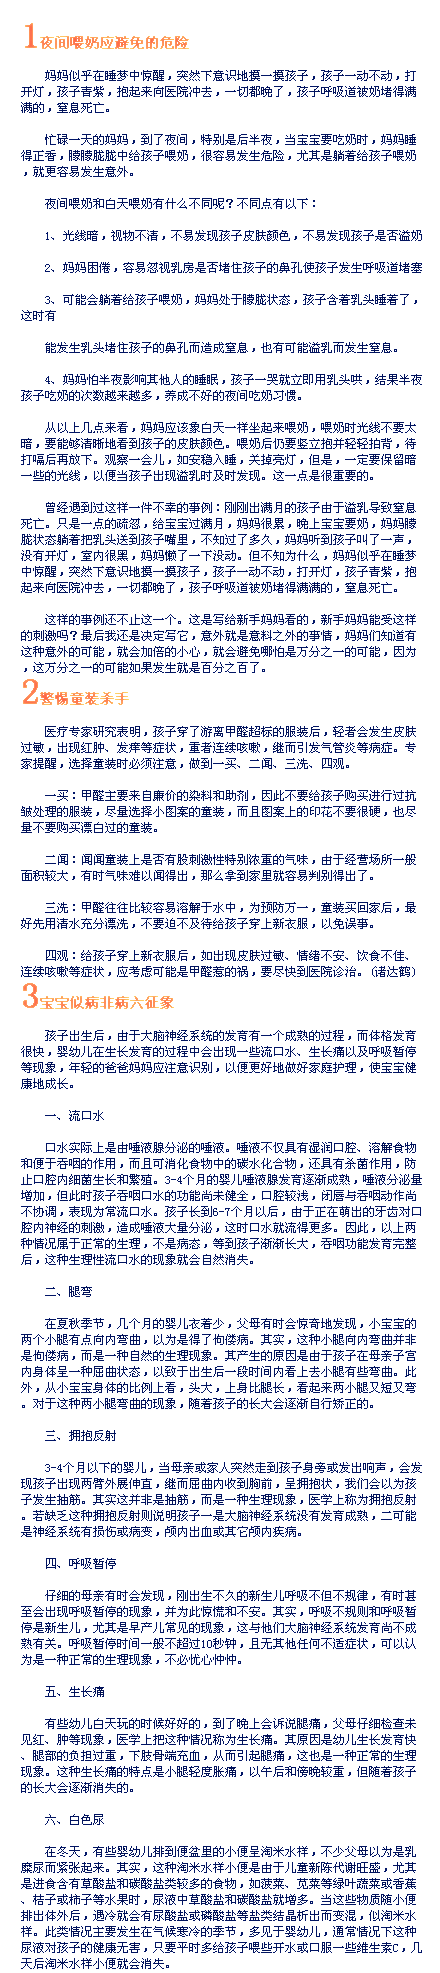 1夜间喂奶应避免的危险
妈妈似乎在睡梦中惊醒，突然下意识地摸一摸孩子，孩子一动不动，打
开灯，孩子青紫，抱起来向医院冲去，一切都晚了，孩子呼吸道被奶堵得满
满的，窒息死亡。
忙碌一天的妈妈，到了夜间，特别是后半夜，当宝宝要吃奶时，妈妈睡
得正香，朦朦胧胧中给孩子喂奶，很容易发生危险，尤其是躺着给孩子喂奶
，就更容易发生意外。
夜间喂奶和白天喂奶有什么不同呢？不同点有以下：
1、光线暗，视物不清，不易发现孩子皮肤颜色，不易发现孩子是否溢奶
2、妈妈困倦，容易忽视乳房是否堵住孩子的鼻孔使孩子发生呼吸道堵塞
3、可能会躺着给孩子喂奶，妈妈处于朦胧状态，孩子含着乳头睡着了，
这时有
能发生乳头堵住孩子的鼻孔而造成窒息，也有可能溢乳而发生窒息。
4、妈妈怕半夜影响其他人的睡眠，孩子一哭就立即用乳头哄，结果半夜
孩子吃奶的次数越来越多，养成不好的夜间吃奶习惯。
从以上几点来看，妈妈应该象白天一样坐起来喂奶，喂奶时光线不要太
暗，要能够清晰地看到孩子的皮肤颜色。喂奶后仍要竖立抱并轻轻拍背，待
打嗝后再放下。观察一会儿，如安稳入睡，关掉亮灯，但是，一定要保留暗
一些的光线，以便当孩子出现溢乳时及时发现。这一点是很重要的。
曾经遇到过这样一件不幸的事例：刚刚出满月的孩子由于溢乳导致窒息
死亡。只是一点的疏忽，给宝宝过满月，妈妈很累，晚上宝宝要奶，妈妈朦
胧状态躺着把乳头送到孩子嘴里，不知过了多久，妈妈听到孩子叫了一声，
没有开灯，室内很黑，妈妈懒了一下没动。但不知为什么，妈妈似乎在睡梦
中惊醒，突然下意识地摸一摸孩子，孩子一动不动，打开灯，孩子青紫，抱
起来向医院冲去，一切都晚了，孩子呼吸道被奶堵得满满的，窒息死亡。
这样的事例还不止这一个。这是写给新手妈妈看的，新手妈妈能受这样
的刺激吗？最后我还是决定写它，意外就是意料之外的事情，妈妈们知道有
这种意外的可能，就会加倍的小心，就会避免哪怕是万分之一的可能，因为
，这万分之一的可能如果发生就是百分之百了。
2警惕童装杀手
医疗专家研究表明，孩子穿了游离甲醛超标的服装后，轻者会发生皮肤
过敏，出现红肿、发痒等症状，重者连续咳嗽，继而引发气管炎等病症。专
家提醒，选择童装时必须注意，做到一买、二闻、三洗、四观。
一买：甲醛主要来自廉价的染料和助剂，因此不要给孩子购买进行过抗
皱处理的服装，尽量选择小图案的童装，而且图案上的印花不要很硬，也尽
量不要购买漂白过的童装。
二闻：闻闻童装上是否有股刺激性特别浓重的气味，由于经营场所一般
面积较大，有时气味难以闻得出，那么拿到家里就容易判别得出了。
三洗：甲醛往往比较容易溶解于水中，为预防万一，童装买回家后，最
好先用清水充分漂洗，不要迫不及待给孩子穿上新衣服，以免误事。
四观：给孩子穿上新衣服后，如出现皮肤过敏、情绪不安、饮食不佳、
连续咳嗽等症状，应考虑可能是甲醛惹的祸，要尽快到医院诊治。(诸达鹤)
3宝宝似病非病六征象
孩子出生后，由于大脑神经系统的发育有一个成熟的过程，而体格发育
很快，婴幼儿在生长发育的过程中会出现一些流口水、生长痛以及呼吸暂停
等现象，年轻的爸爸妈妈应注意识别，以便更好地做好家庭护理，使宝宝健
康地成长。
一、流口水
口水实际上是由唾液腺分泌的唾液。唾液不仅具有湿润口腔、溶解食物
和便于吞咽的作用，而且可消化食物中的碳水化合物，还具有杀菌作用，防
止口腔内细菌生长和繁殖。3-4个月的婴儿唾液腺发育逐渐成熟，唾液分泌量
增加，但此时孩子吞咽口水的功能尚未健全，口腔较浅，闭唇与吞咽动作尚
不协调，表现为常流口水。孩子长到6-7个月以后，由于正在萌出的牙齿对口
腔内神经的刺激，造成唾液大量分泌，这时口水就流得更多。因此，以上两
种情况属于正常的生理，不是病态，等到孩子渐渐长大，吞咽功能发育完整
后，这种生理性流口水的现象就会自然消失。
二、腿弯
在夏秋季节，几个月的婴儿衣着少，父母有时会惊奇地发现，小宝宝的
两个小腿有点向内弯曲，以为是得了佝偻病。其实，这种小腿向内弯曲并非
是佝偻病，而是一种自然的生理现象。其产生的原因是由于孩子在母亲子宫
内身体呈一种屈曲状态，以致于出生后一段时间内看上去小腿有些弯曲。此
外，从小宝宝身体的比例上看，头大，上身比腿长，看起来两小腿又短又弯
。对于这种两小腿弯曲的现象，随着孩子的长大会逐渐自行矫正的。
三、拥抱反射
3-4个月以下的婴儿，当母亲或家人突然走到孩子身旁或发出响声，会发
现孩子出现两臂外展伸直，继而屈曲内收到胸前，呈拥抱状，我们会以为孩
子发生抽筋。其实这并非是抽筋，而是一种生理现象，医学上称为拥抱反射
。若缺乏这种拥抱反射则说明孩子一是大脑神经系统没有发育成熟，二可能
是神经系统有损伤或病变，颅内出血或其它颅内疾病。
四、呼吸暂停
仔细的母亲有时会发现，刚出生不久的新生儿呼吸不但不规律，有时甚
至会出现呼吸暂停的现象，并为此惊慌和不安。其实，呼吸不规则和呼吸暂
停是新生儿，尤其是早产儿常见的现象，这与他们大脑神经系统发育尚不成
熟有关。呼吸暂停时间一般不超过10秒钟，且无其他任何不适症状，可以认
为是一种正常的生理现象，不必忧心忡忡。
五、生长痛
有些幼儿白天玩的时候好好的，到了晚上会诉说腿痛，父母仔细检查未
见红、肿等现象，医学上把这种情况称为生长痛。其原因是幼儿生长发育快
、腿部的负担过重，下肢骨端充血，从而引起腿痛，这也是一种正常的生理
现象。这种生长痛的特点是小腿轻度胀痛，以午后和傍晚较重，但随着孩子
的长大会逐渐消失的。
六、白色尿
在冬天，有些婴幼儿排到便盆里的小便呈淘米水样，不少父母以为是乳
糜尿而紧张起来。其实，这种淘米水样小便是由于儿童新陈代谢旺盛，尤其
是进食含有草酸盐和碳酸盐类较多的食物，如菠菜、苋菜等绿叶蔬菜或香蕉
、桔子或柿子等水果时，尿液中草酸盐和碳酸盐就增多。当这些物质随小便
排出体外后，遇冷就会有尿酸盐或磷酸盐等盐类结晶析出而变混，似淘米水
样。此类情况主要发生在气候寒冷的季节，多见于婴幼儿，通常情况下这种
尿液对孩子的健康无害，只要平时多给孩子喂些开水或口服一些维生素C，几
天后淘米水样小便就会消失。